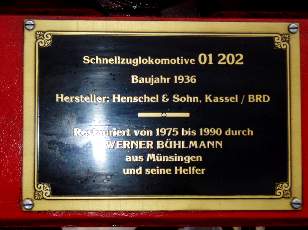 Schnellzuglokomotive 01 202
Baujahr 1936
Hersteller: Henschel & Sohn, Kassel / BRD
Restauriert von 1975 bis 1990 durch
WERNER BÜHLMANN
aus Münsingen
und seine Helfer